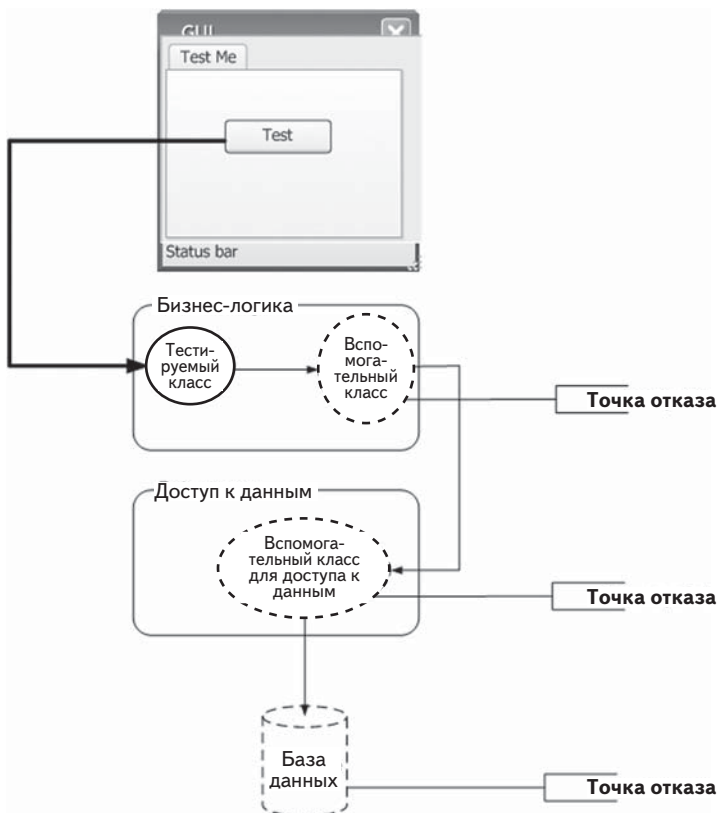 GUI
Test Me
Test
Status bar
Бизнес-логика
Тести-
руемый
класс
Вспо-
мога-
тельный
класс
Точка отказа
Доступ к данным
Вспомога-
тельный класс
для доступа к
данным
Точка отказа
База
данных
Точка отказа